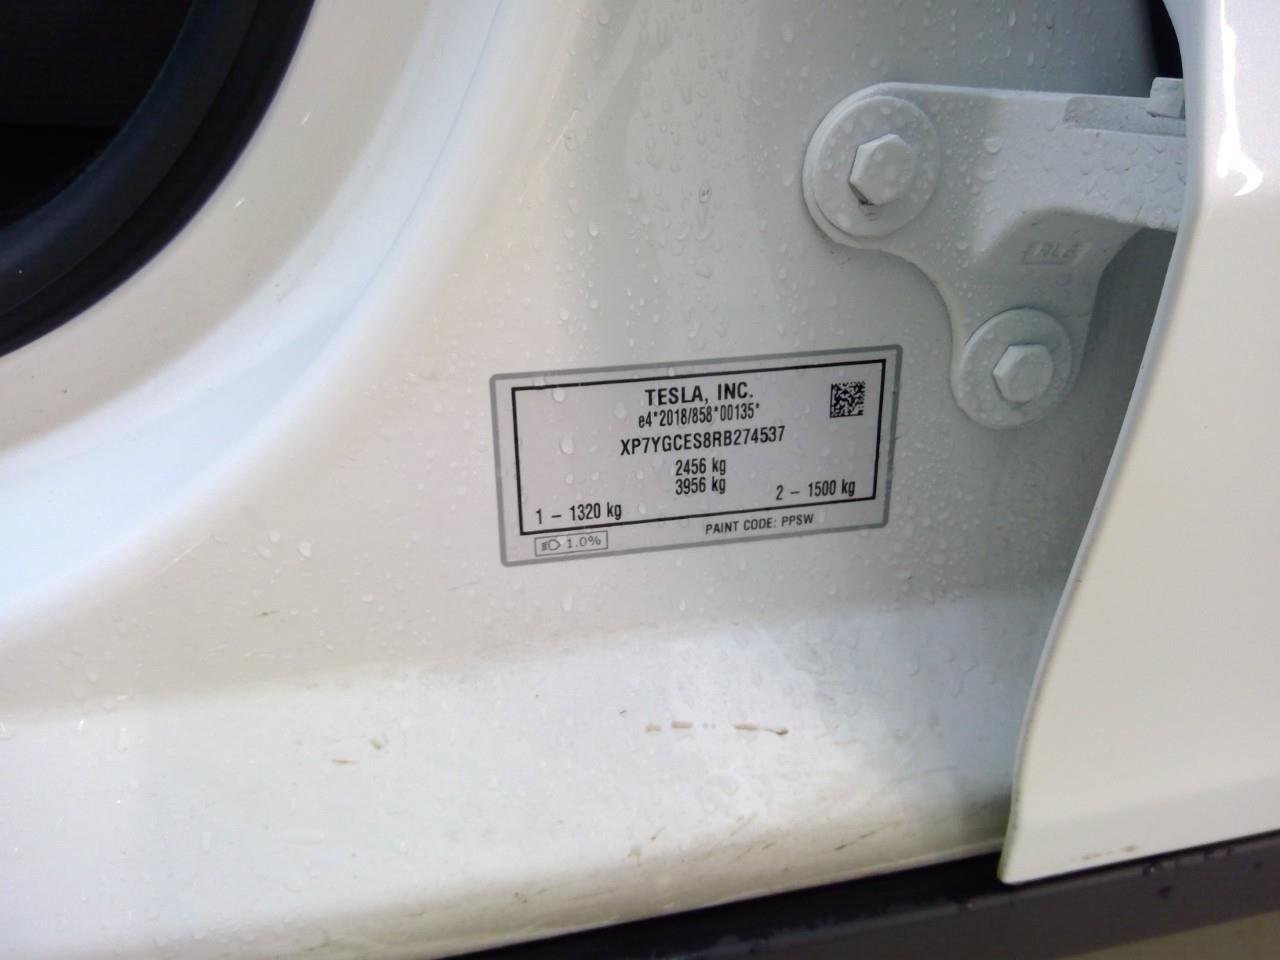 TESLA, INC.
e4*2018/858*00135*
XP7YGCES8RB274537
2456 kg
3956 kg
1 – 1320 kg
2 – 1500 kg
1.0%
PAINT CODE: PPSW